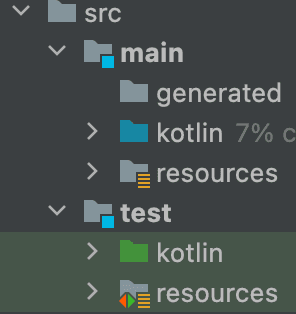 src
main
generated
kotlin 7% c
resources
test
kotlin
resources